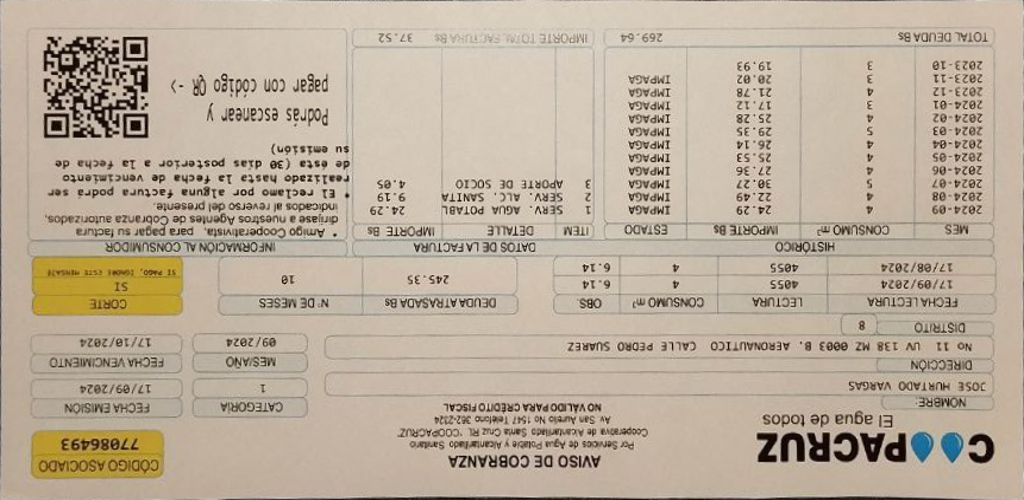 COOPACRUZ
El agua de todos
AVISO DE COBRANZA
Por Servicios de Agua Potable y Alcantarillado Sanitario
Cooperativa de Alcantarillado Santa Cruz RL "COOPACRUZ"
Av. San Aurelio No 1547 Teléfono 362-2324
NO VÁLIDO PARA CRÉDITO FISCAL
CÓDIGO ASOCIADO
77086493
NOMBRE:
JOSE HURTADO VARGAS
CATEGORÍA
1
FECHA EMISIÓN
17/09/2024
DIRECCIÓN
No 11 UV 138 MZ 0003 B. AERONAUTICO CALLE PEDRO SUAREZ
MES/AÑO
09/2024
FECHA VENCIMIENTO
17/10/2024
DISTRITO 8
FECHA LECTURA LECTURA CONSUMO m³ OBS.
17/09/2024 4055 4 6.14
17/08/2024 4055 4 6.14
DEUDA ATRASADA Bs N° DE MESES
245.35 10
CORTE
SI
SI PAGO, IGNORE ESTE MENSAJE
HISTÓRICO
MES CONSUMO m³ IMPORTE Bs ESTADO
2024-09 4 24.29 IMPAGA
2024-08 4 22.49 IMPAGA
2024-07 5 30.27 IMPAGA
2024-06 4 27.36 IMPAGA
2024-05 4 25.53 IMPAGA
2024-04 4 26.14 IMPAGA
2024-03 5 29.35 IMPAGA
2024-02 4 25.28 IMPAGA
2024-01 3 17.12 IMPAGA
2023-12 4 21.78 IMPAGA
2023-11 3 20.02 IMPAGA
2023-10 3 19.93
TOTAL DEUDA Bs 269.64
DATOS DE LA FACTURA
ITEM DETALLE IMPORTE Bs
1 SERV. AGUA POTABL 24.29
2 SERV. ALC. SANITA 9.19
3 APORTE DE SOCIO 4.05
IMPORTE TOTAL FACTURA Bs 37.52
INFORMACIÓN AL CONSUMIDOR
* Amigo Cooperativista, para pagar su factura
dirijase a nuestros Agentes de Cobranza autorizados,
indicados al reverso del presente.
* El reclamo por alguna factura podrá ser
realizado hasta la fecha de vencimiento
de ésta (30 días posterior a la fecha de
su emisión)
Podrás escanear y
pagar con código QR ->